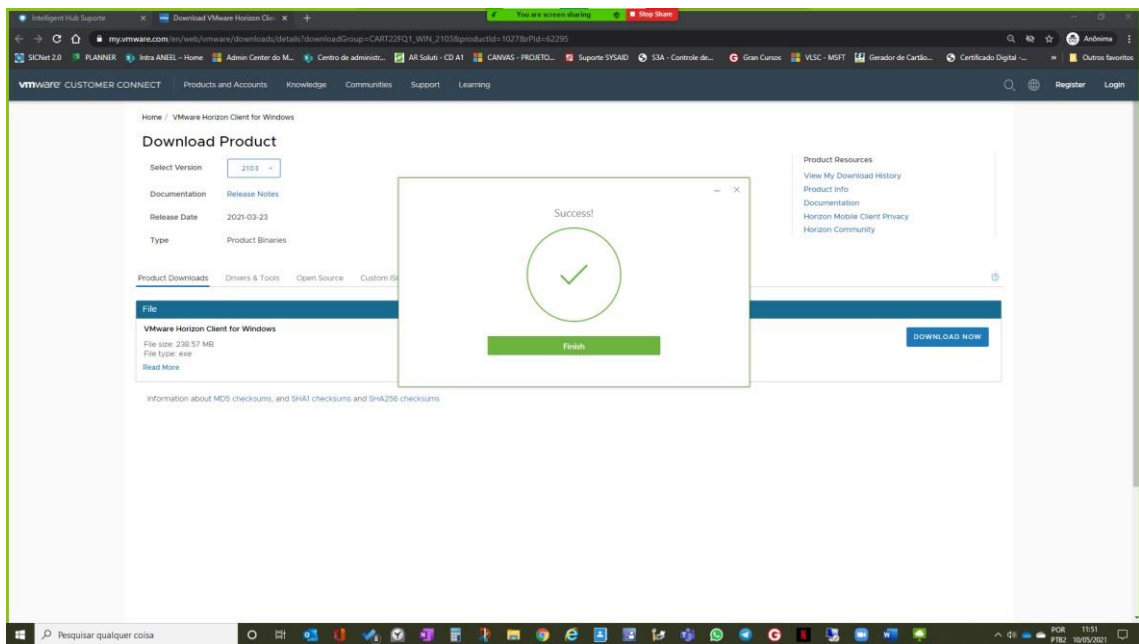 You are screen sharing Stop Share
Intelligent Hub Suporte
Download VMware Horizon Clie
my.vmware.com/en/web/vmware/downloads/details?downloadGroup=CART22FQ1_WIN_2103&productId=1027&rPId=62295
Anônima
SICNet 2.0 PLANNER Intra ANEEL - Home Admin Center do M... Centro de administr... AR Soluti - CD A1 CANVAS - PROJETO... Suporte SYSAID S3A - Controle de... Gran Cursos VLSC - MSFT Gerador de Cartão... Certificado Digital -... » Outros favoritos
vmware CUSTOMER CONNECT Products and Accounts Knowledge Communities Support Learning Register Login
Home / VMware Horizon Client for Windows
Download Product
Select Version 2103
Documentation Release Notes
Release Date 2021-03-23
Type Product Binaries
Product Resources
View My Download History
Product Info
Documentation
Horizon Mobile Client Privacy
Horizon Community
Success!
Finish
Product Downloads Drivers & Tools Open Source Custom IS
File
VMware Horizon Client for Windows
File size: 238.57 MB
File type: exe
Read More
DOWNLOAD NOW
Information about MD5 checksums, and SHA1 checksums and SHA256 checksums
Pesquisar qualquer coisa
POR 11:51
PTB2 10/05/2021